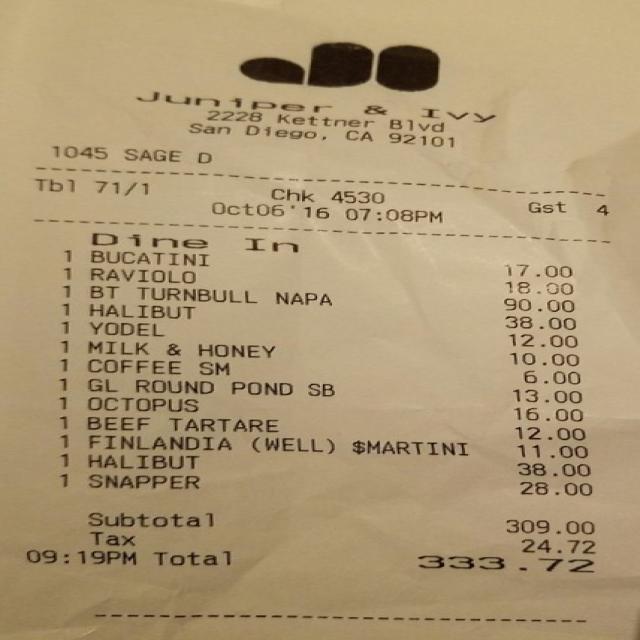 Juniper & Ivy
2228 Kettner Blvd
San Diego, CA 92101
1045 SAGE D
Tbl 71/1 Chk 4530 Gst 4
Oct06'16 07:08PM
Dine In
1 BUCATINI 17.00
1 RAVIOLO 18.00
1 BT TURNBULL NAPA 90.00
1 HALIBUT 38.00
1 YODEL 12.00
1 MILK & HONEY 10.00
1 COFFEE SM 6.00
1 GL ROUND POND SB 13.00
1 OCTOPUS 16.00
1 BEEF TARTARE 12.00
1 FINLANDIA (WELL) $MARTINI 11.00
1 HALIBUT 38.00
1 SNAPPER 28.00
Subtotal 309.00
Tax 24.72
09:19PM Total 333.72